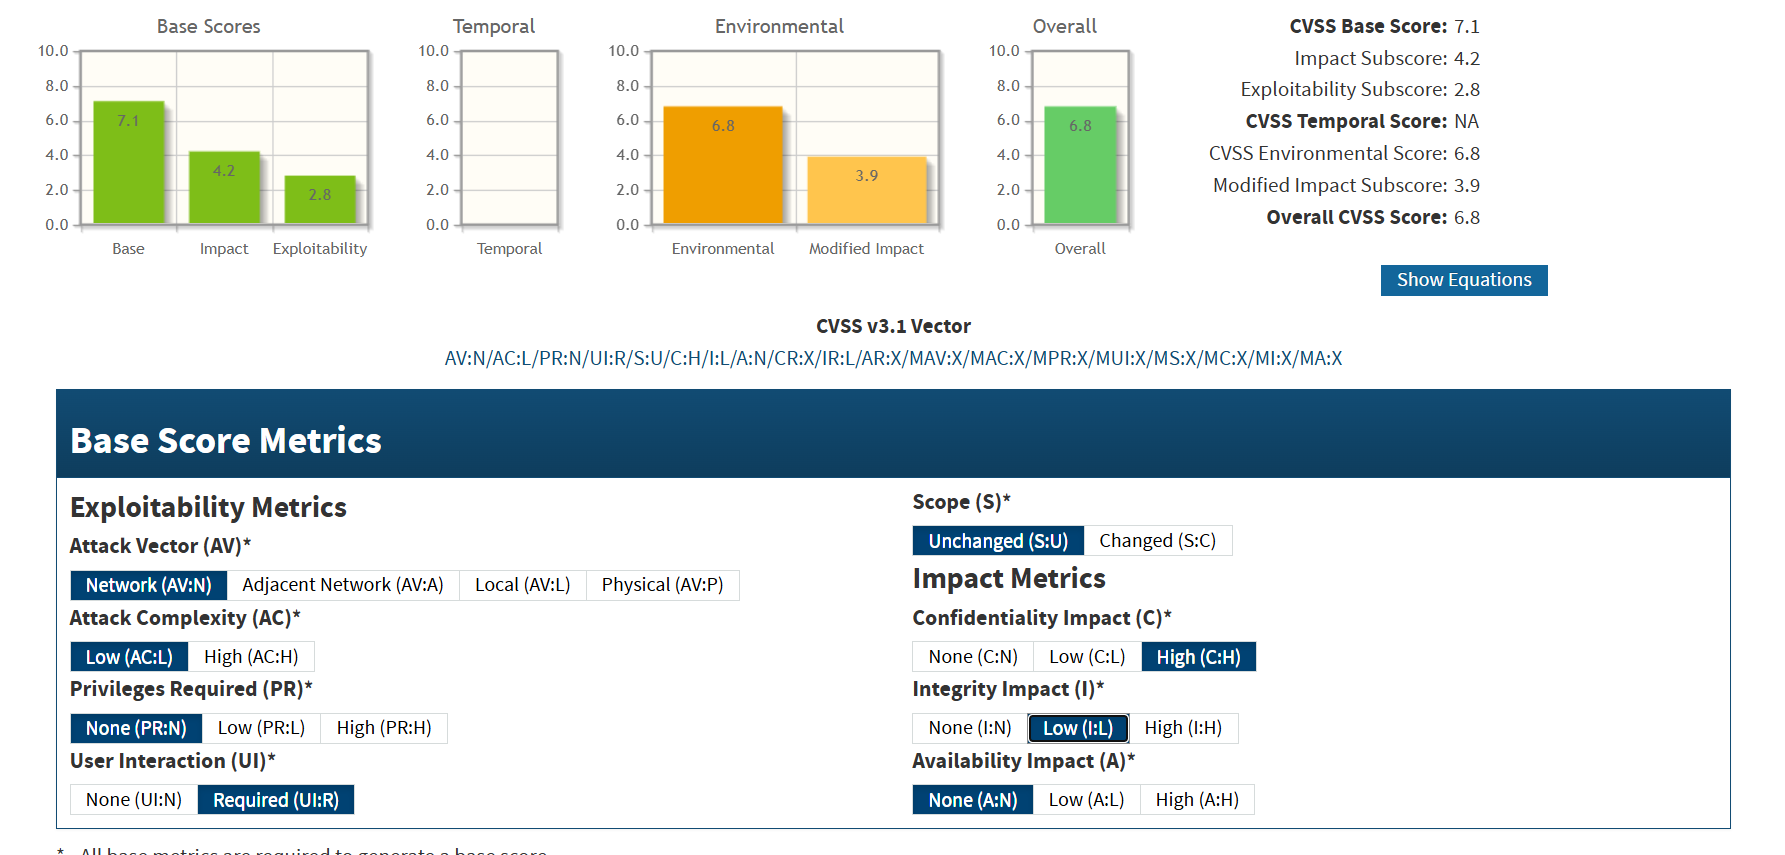 Base Scores
10.0
8.0
6.0
4.0
2.0
0.0
7.1
4.2
2.8
Base Impact Exploitability
Temporal
10.0
8.0
6.0
4.0
2.0
0.0
Temporal
Environmental
10.0
8.0
6.0
4.0
2.0
0.0
6.8
3.9
Environmental Modified Impact
Overall
10.0
8.0
6.0
4.0
2.0
0.0
6.8
Overall
CVSS Base Score: 7.1
Impact Subscore: 4.2
Exploitability Subscore: 2.8
CVSS Temporal Score: NA
CVSS Environmental Score: 6.8
Modified Impact Subscore: 3.9
Overall CVSS Score: 6.8
Show Equations
CVSS v3.1 Vector
AV:N/AC:L/PR:N/UI:R/S:U/C:H/I:L/A:N/CR:X/IR:L/AR:X/MAV:X/MAC:X/MPR:X/MUI:X/MS:X/MC:X/MI:X/MA:X
Base Score Metrics
Exploitability Metrics
Attack Vector (AV)*
Network (AV:N) Adjacent Network (AV:A) Local (AV:L) Physical (AV:P)
Attack Complexity (AC)*
Low (AC:L) High (AC:H)
Privileges Required (PR)*
None (PR:N) Low (PR:L) High (PR:H)
User Interaction (UI)*
None (UI:N) Required (UI:R)
Scope (S)*
Unchanged (S:U) Changed (S:C)
Impact Metrics
Confidentiality Impact (C)*
None (C:N) Low (C:L) High (C:H)
Integrity Impact (I)*
None (I:N) Low (I:L) High (I:H)
Availability Impact (A)*
None (A:N) Low (A:L) High (A:H)
* All base metrics are required to generate a base score